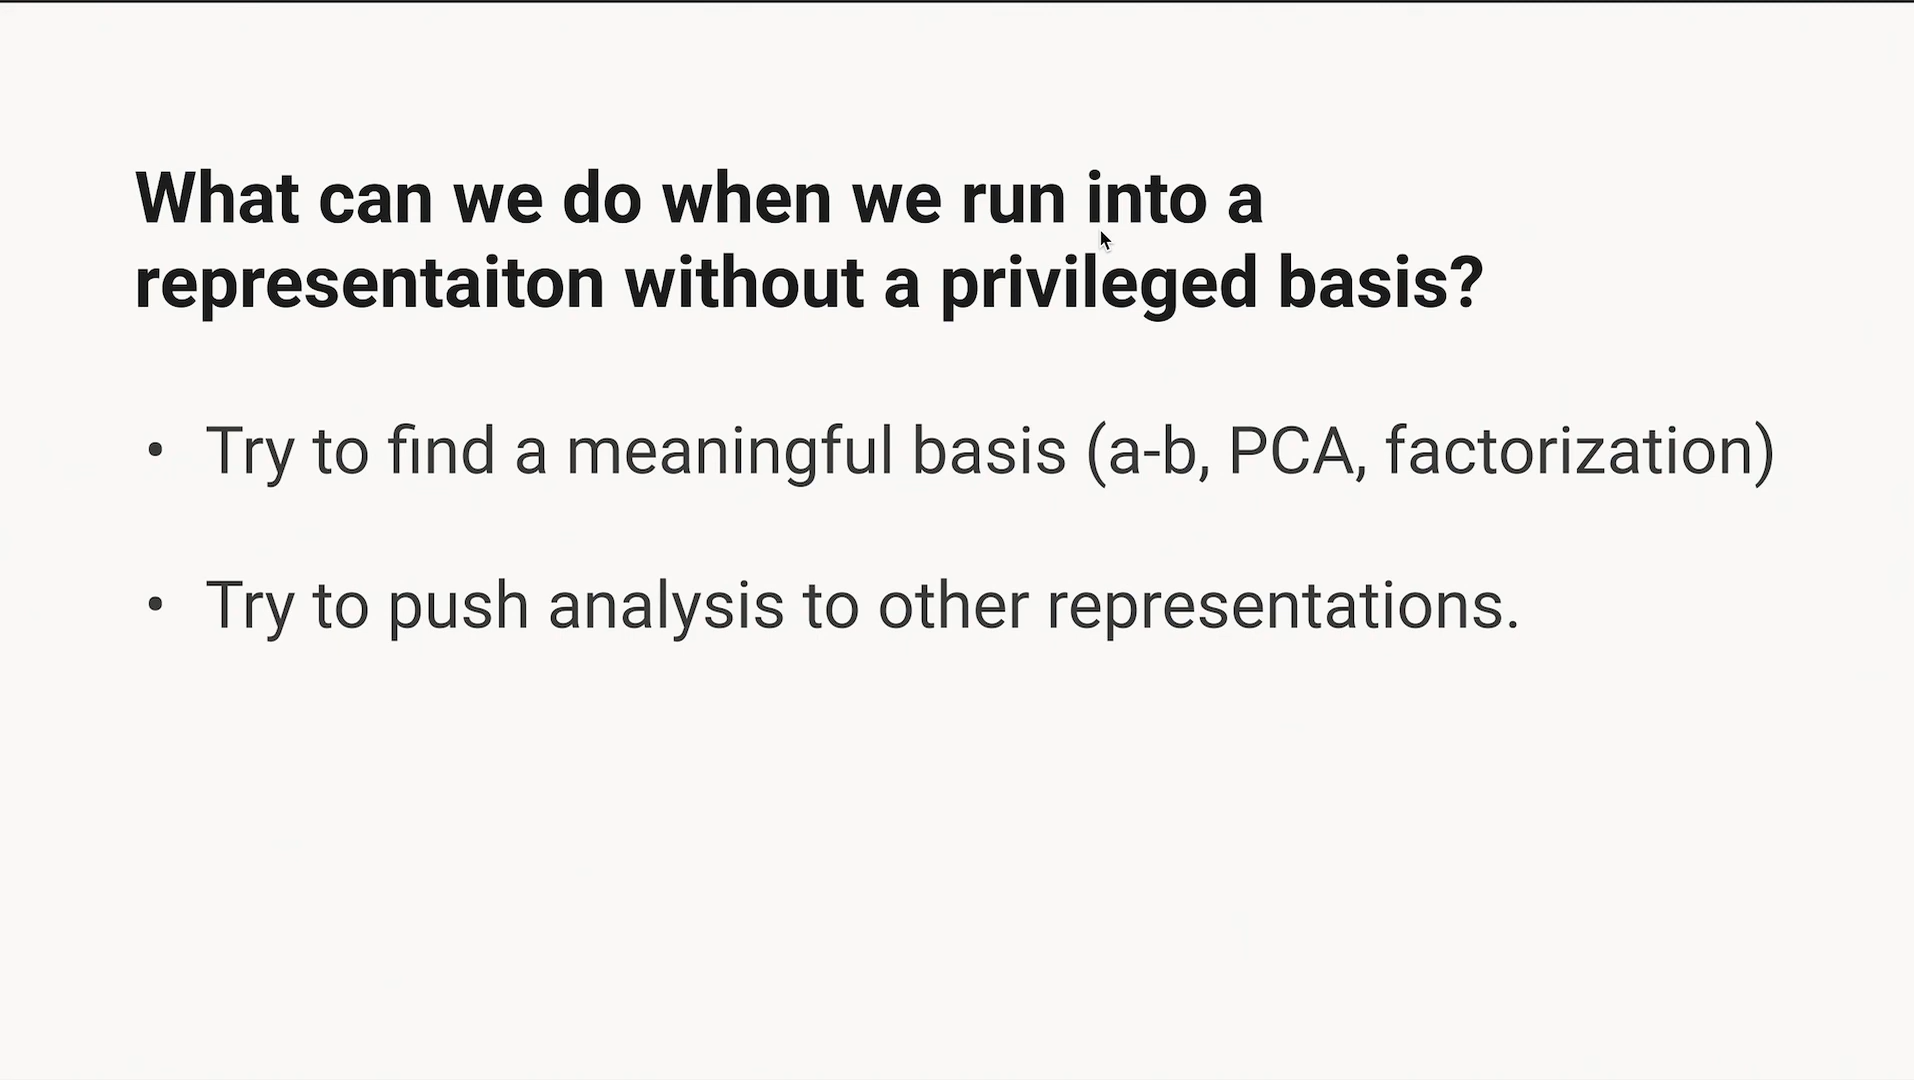 What can we do when we run into a
representaiton without a privileged basis?
• Try to find a meaningful basis (a-b, PCA, factorization)
• Try to push analysis to other representations.